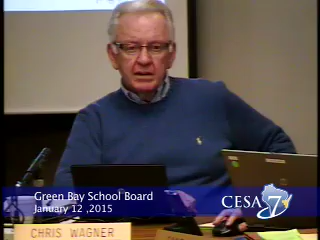 Green Bay School Board
January 12 ,2015
CESA 7
CHRIS WAGNER